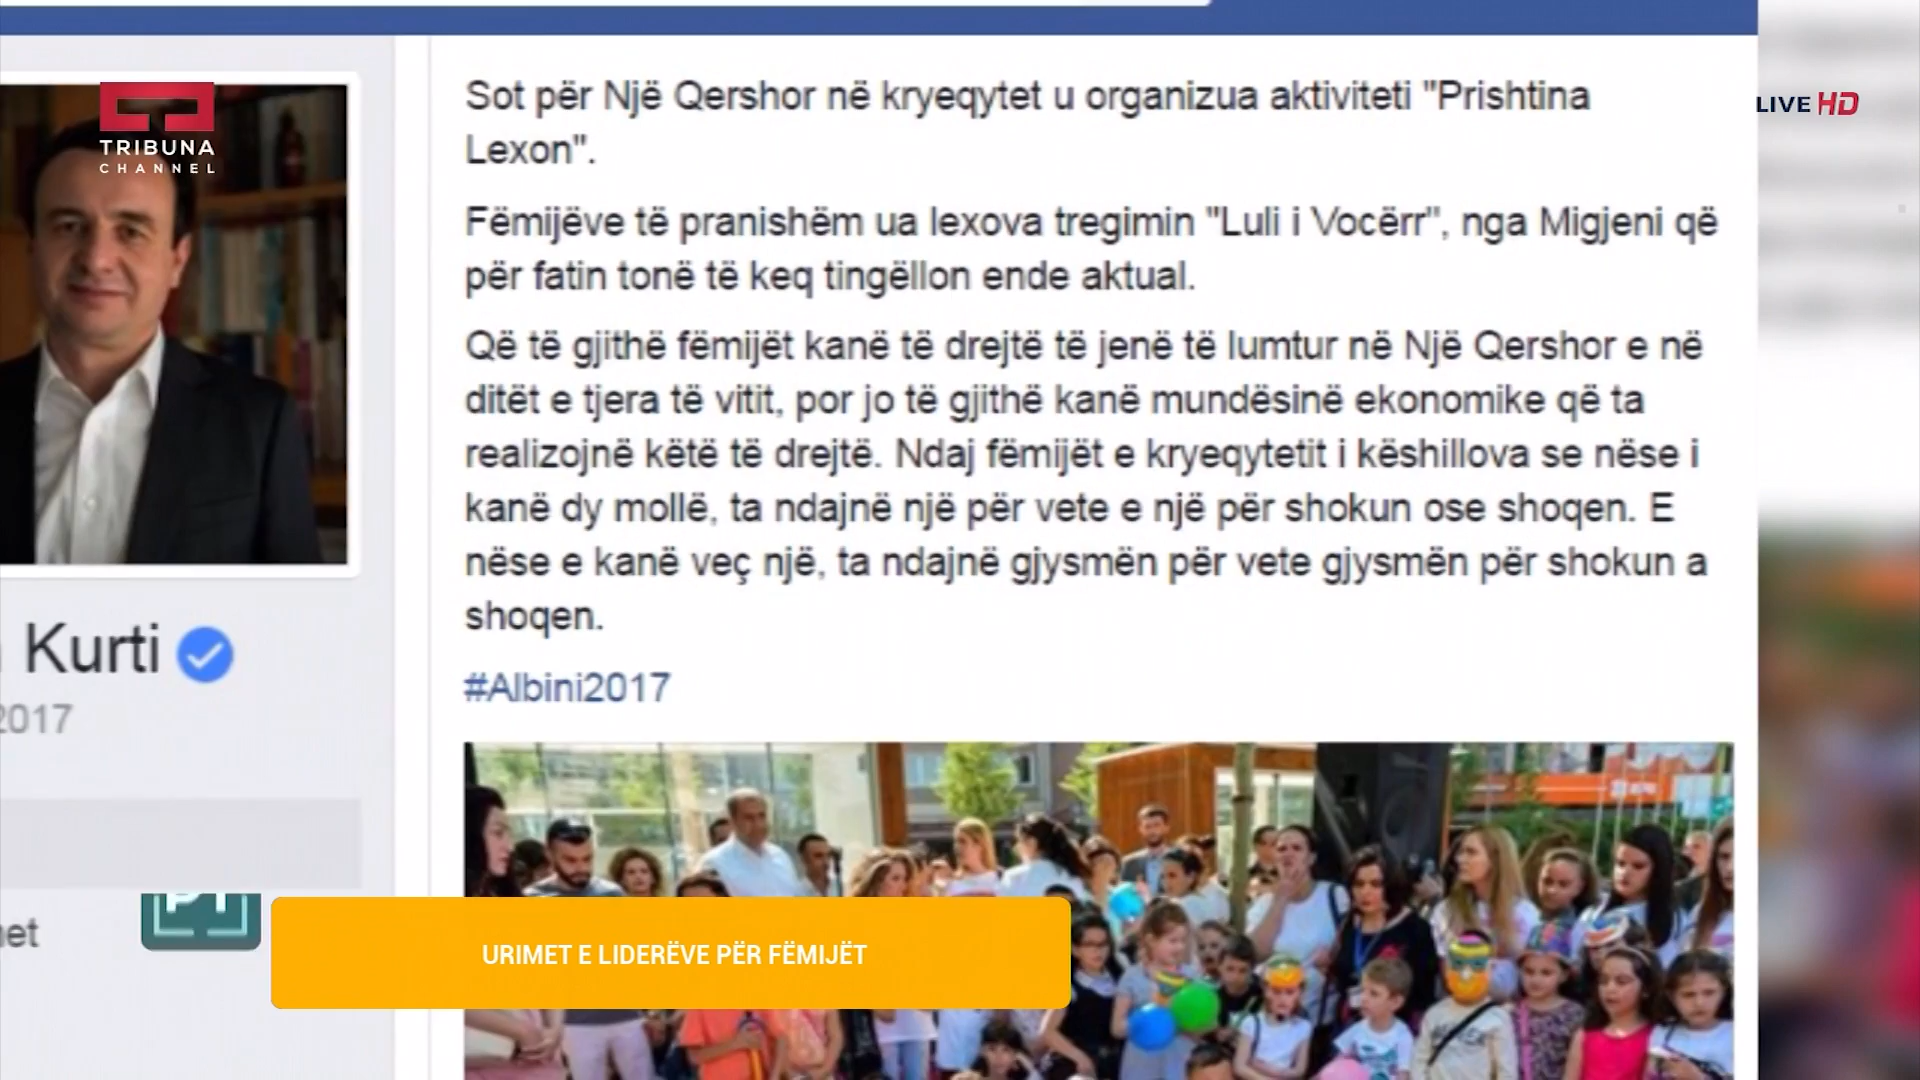 TRIBUNA
CHANNEL
LIVE HD
Sot për Një Qershor në kryeqytet u organizua aktiviteti "Prishtina
Lexon".
Fëmijëve të pranishëm ua lexova tregimin "Luli i Vocërr", nga Migjeni që
për fatin tonë të keq tingëllon ende aktual.
Që të gjithë fëmijët kanë të drejtë të jenë të lumtur në Një Qershor e në
ditët e tjera të vitit, por jo të gjithë kanë mundësinë ekonomike që ta
realizojnë këtë të drejtë. Ndaj fëmijët e kryeqytetit i këshillova se nëse i
kanë dy mollë, ta ndajnë një për vete e një për shokun ose shoqen. E
nëse e kanë veç një, ta ndajnë gjysmën për vete gjysmën për shokun a
shoqen.
#Albini2017
Kurti
2017
URIMET E LIDERËVE PËR FËMIJËT